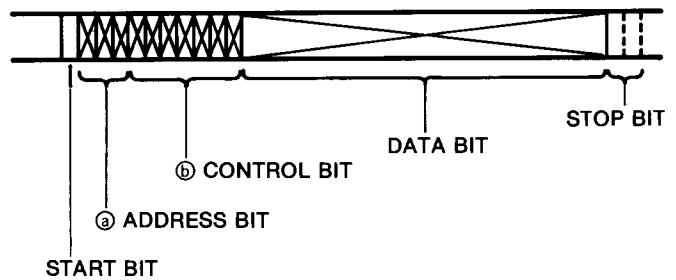 STOP BIT
DATA BIT
ⓑ CONTROL BIT
ⓐ ADDRESS BIT
START BIT